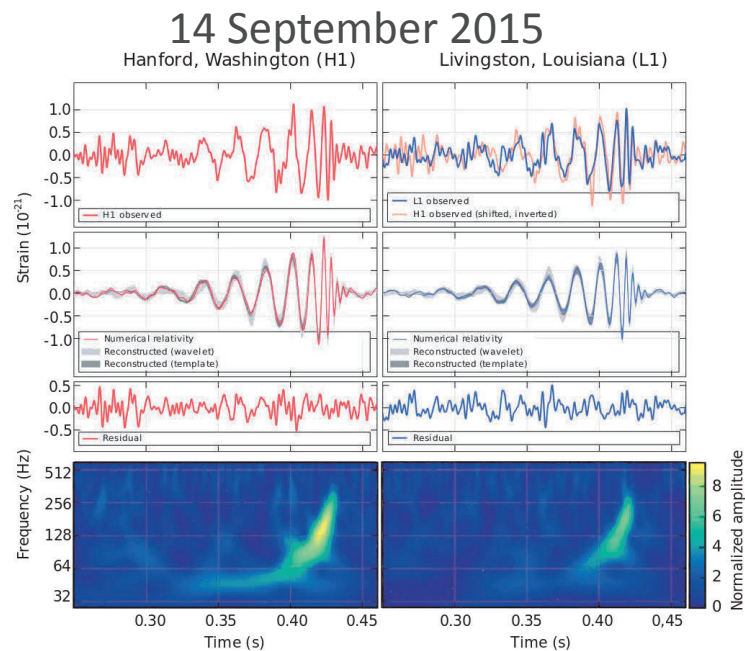 14 September 2015
Hanford, Washington (H1)
Livingston, Louisiana (L1)
Strain (10⁻²¹)
1.0
0.5
0.0
-0.5
-1.0
H1 observed
L1 observed
H1 observed (shifted, inverted)
1.0
0.5
0.0
-0.5
-1.0
Numerical relativity
Reconstructed (wavelet)
Reconstructed (template)
Numerical relativity
Reconstructed (wavelet)
Reconstructed (template)
0.5
0.0
-0.5
Residual
Residual
Frequency (Hz)
512
256
128
64
32
Normalized amplitude
8
6
4
2
0
0.30
0.35
0.40
0.45
0.30
0.35
0.40
0,45
Time (s)
Time (s)